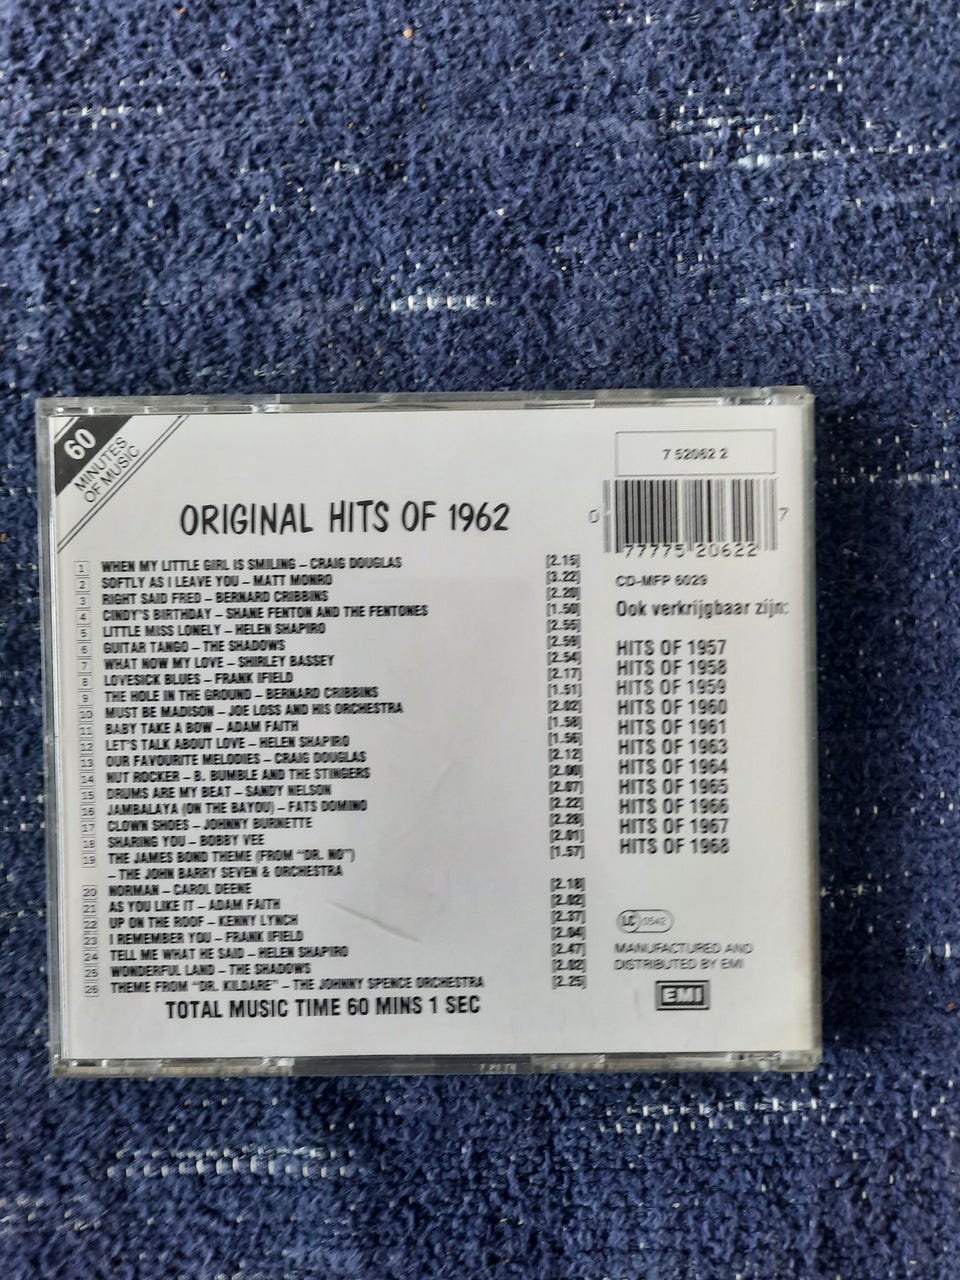 60
MINUTES
OF MUSIC
ORIGINAL HITS OF 1962
1 WHEN MY LITTLE GIRL IS SMILING – CRAIG DOUGLAS [2.15]
2 SOFTLY AS I LEAVE YOU – MATT MONRO [3.22]
3 RIGHT SAID FRED – BERNARD CRIBBINS [2.20]
4 CINDY'S BIRTHDAY – SHANE FENTON AND THE FENTONES [1.50]
5 LITTLE MISS LONELY – HELEN SHAPIRO [2.55]
6 GUITAR TANGO – THE SHADOWS [2.59]
7 WHAT NOW MY LOVE – SHIRLEY BASSEY [2.54]
8 LOVESICK BLUES – FRANK IFIELD [2.17]
9 THE HOLE IN THE GROUND – BERNARD CRIBBINS [1.51]
10 MUST BE MADISON – JOE LOSS AND HIS ORCHESTRA [2.02]
11 BABY TAKE A BOW – ADAM FAITH [1.58]
12 LET'S TALK ABOUT LOVE – HELEN SHAPIRO [1.56]
13 OUR FAVOURITE MELODIES – CRAIG DOUGLAS [2.12]
14 NUT ROCKER – B. BUMBLE AND THE STINGERS
15 DRUMS ARE MY BEAT – SANDY NELSON [2.07]
16 JAMBALAYA (ON THE BAYOU) – FATS DOMINO [2.22]
17 CLOWN SHOES – JOHNNY BURNETTE [2.28]
18 SHARING YOU – BOBBY VEE [2.01]
19 THE JAMES BOND THEME (FROM "DR. NO") [1.57]
– THE JOHN BARRY SEVEN & ORCHESTRA
20 NORMAN – CAROL DEENE [2.18]
21 AS YOU LIKE IT – ADAM FAITH [2.02]
22 UP ON THE ROOF – KENNY LYNCH [2.37]
23 I REMEMBER YOU – FRANK IFIELD [2.04]
24 TELL ME WHAT HE SAID – HELEN SHAPIRO [2.47]
25 WONDERFUL LAND – THE SHADOWS [2.02]
26 THEME FROM "DR. KILDARE" – THE JOHNNY SPENCE ORCHESTRA [2.25]
TOTAL MUSIC TIME 60 MINS 1 SEC
7 52062 2
0 77775 20622 7
CD-MFP 6029
Ook verkrijgbaar zijn:
HITS OF 1957
HITS OF 1958
HITS OF 1959
HITS OF 1960
HITS OF 1961
HITS OF 1963
HITS OF 1964
HITS OF 1965
HITS OF 1966
HITS OF 1967
HITS OF 1968
LC 0542
MANUFACTURED AND
DISTRIBUTED BY EMI
EMI